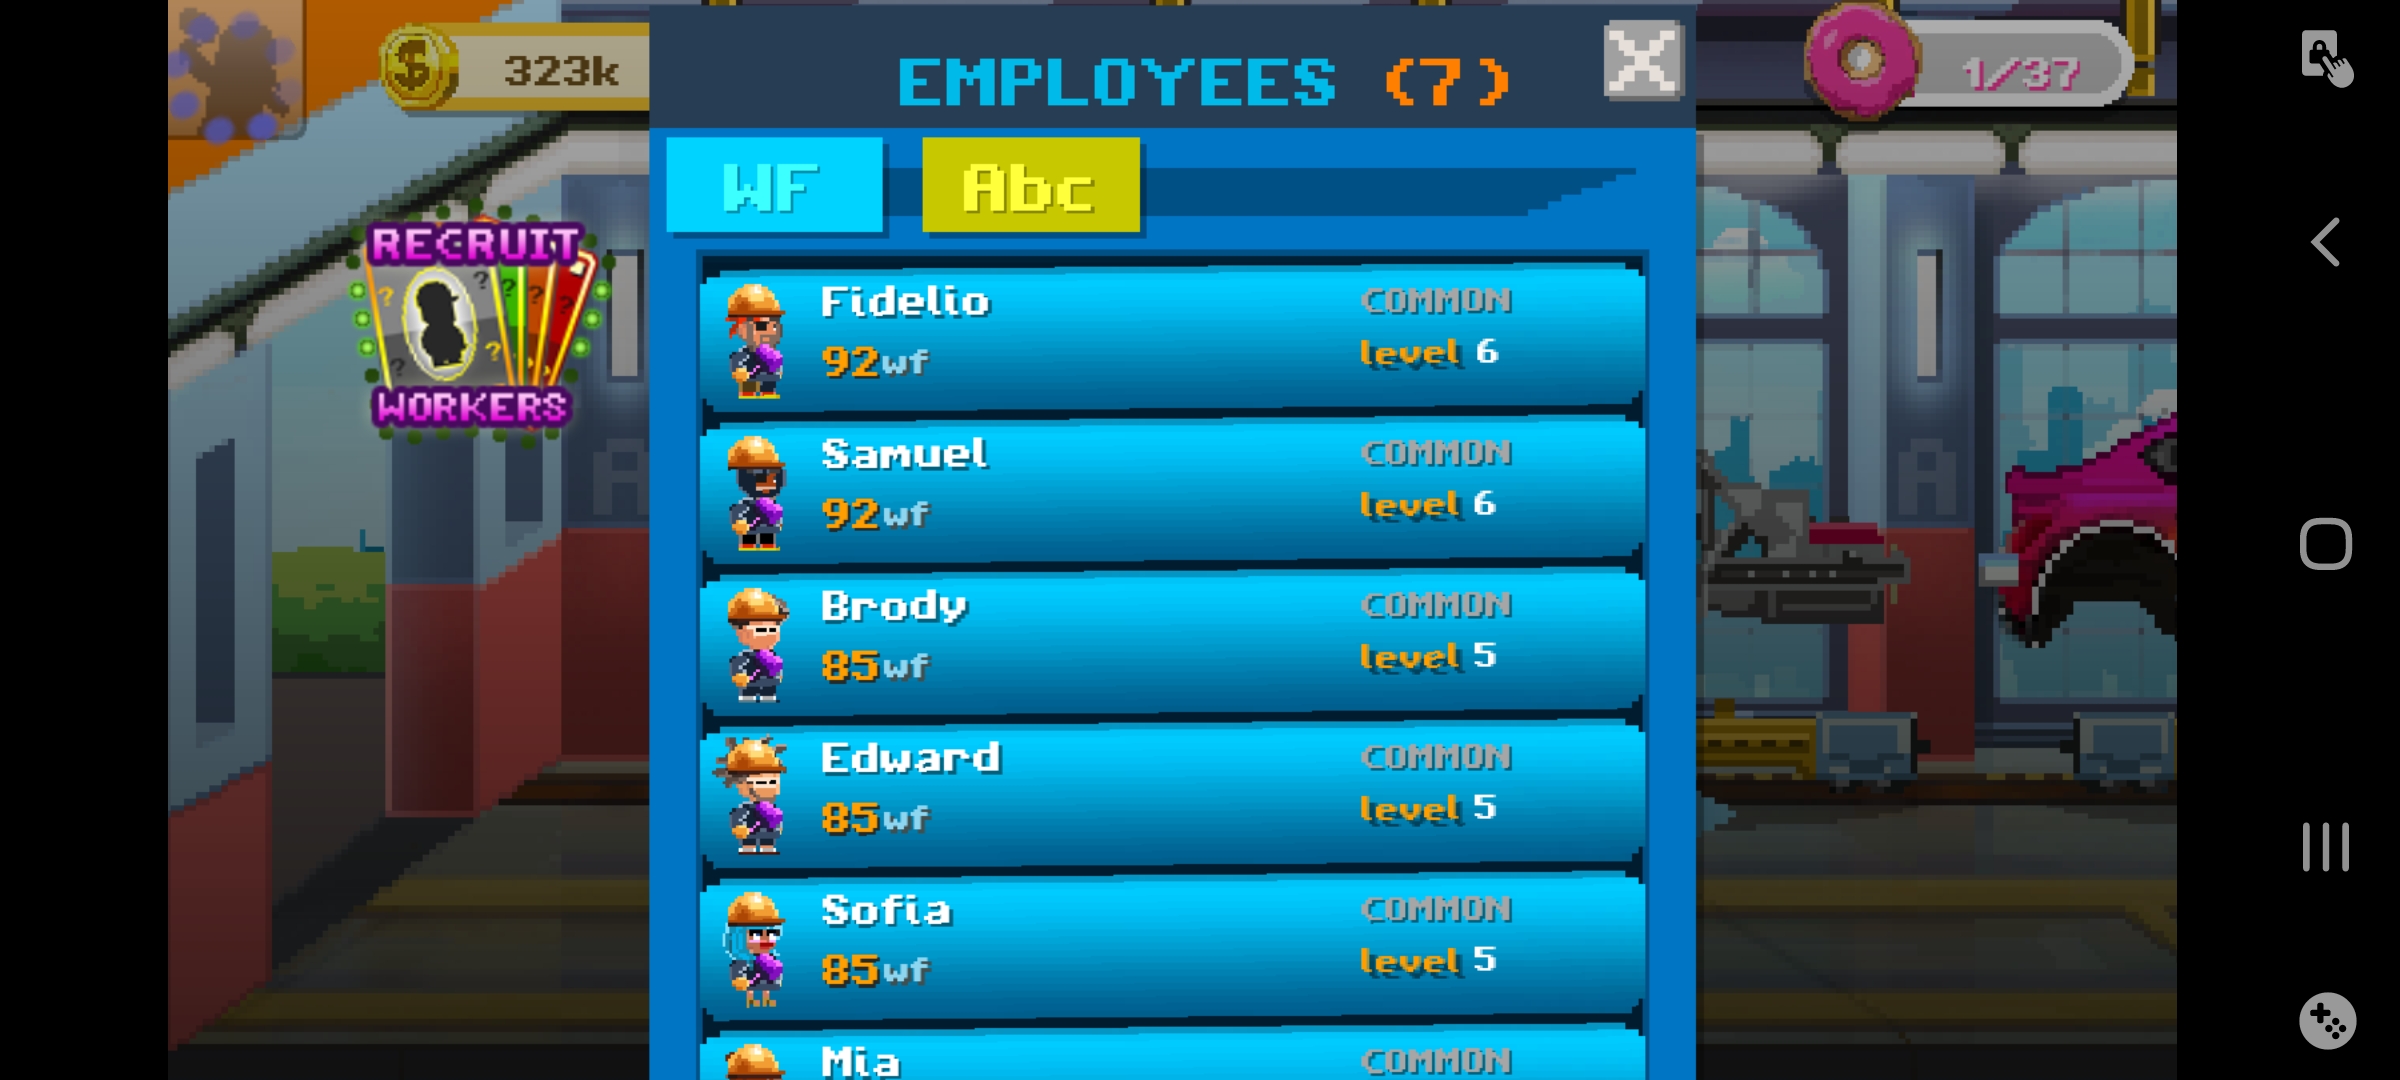 323k
EMPLOYEES (7)
1/37
WF
Abc
RECRUIT
WORKERS
Fidelio
COMMON
92wf
level 6
Samuel
COMMON
92wf
level 6
Brody
COMMON
85wf
level 5
Edward
COMMON
85wf
level 5
Sofia
COMMON
85wf
level 5
Mia
COMMON